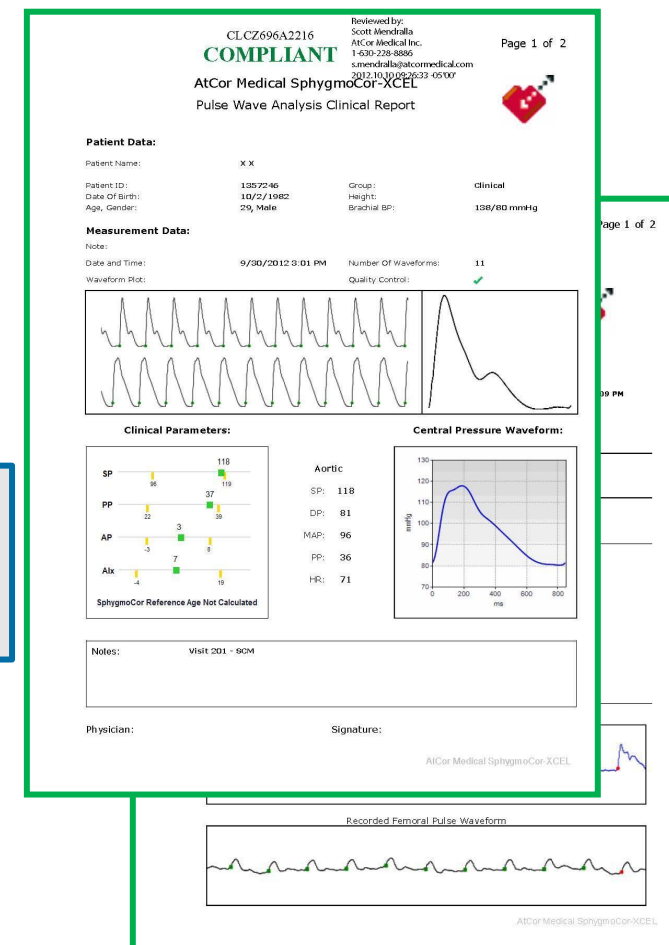 CLCZ696A2216
COMPLIANT
Reviewed by:
Scott Mendralla
AtCor Medical Inc.
1-630-228-8886
s.mendralla@atcormedical.com
2012.10.10 09:26:33 -05'00'
Page 1 of 2
AtCor Medical SphygmoCor-XCEL
Pulse Wave Analysis Clinical Report
Patient Data:
Patient Name: X X
Patient ID: 1357246 Group: Clinical
Date Of Birth: 10/2/1982 Height:
Age, Gender: 29, Male Brachial BP: 138/80 mmHg
Measurement Data:
Note:
Date and Time: 9/30/2012 3:01 PM Number Of Waveforms: 11
Waveform Plot: Quality Control:
Clinical Parameters:
SP 118 96 119
PP 37 22 39
AP 3 -3 8
AIx 7 -4 19
SphygmoCor Reference Age Not Calculated
Aortic
SP: 118
DP: 81
MAP: 96
PP: 36
HR: 71
Central Pressure Waveform:
mmHg
130
120
110
100
90
80
70
0 200 400 600 800
ms
Notes: Visit 201 - SCM
Physician: Signature:
AtCor Medical SphygmoCor-XCEL
Page 1 of 2
09 PM
Recorded Femoral Pulse Waveform
AtCor Medical SphygmoCor-XCEL